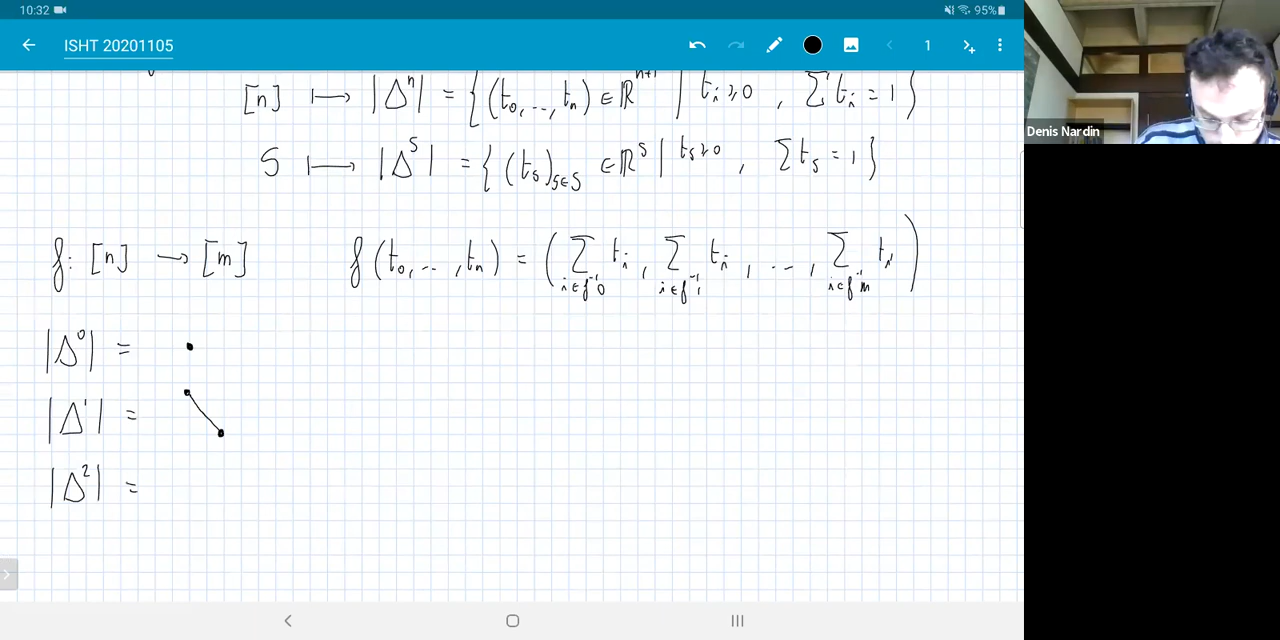 10:32 95%
ISHT 20201105 1
[n] ⟼ |Δⁿ| = {(t₀,..,tₙ) ∈ ℝⁿ⁺¹ | tᵢ ≥ 0 , Σtᵢ = 1}
S ⟼ |Δˢ| = {(tₛ)ₛ∈S ∈ ℝˢ | tₛ ≥ 0 , Σtₛ = 1}
f: [n] → [m] f(t₀,..,tₙ) = (Σ_{i∈f⁻¹0} tᵢ , Σ_{i∈f⁻¹1} tᵢ , ..., Σ_{i∈f⁻¹m} tᵢ)
|Δ⁰| =
|Δ¹| =
|Δ²| =
Denis Nardin